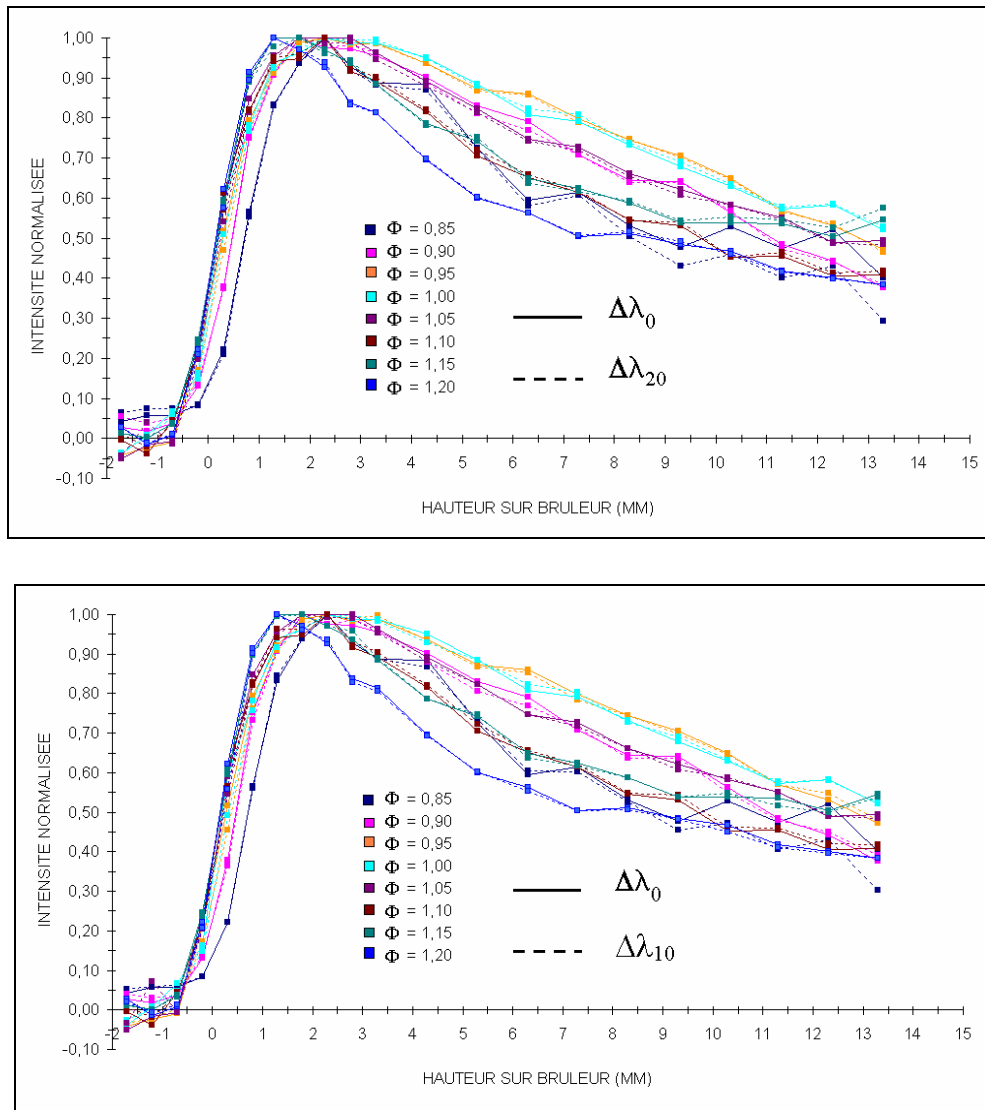 INTENSITE NORMALISEE
1,00
0,90
0,80
0,70
0,60
0,50
0,40
0,30
0,20
0,10
0,00
-0,10
-2 -1 0 1 2 3 4 5 6 7 8 9 10 11 12 13 14 15
HAUTEUR SUR BRULEUR (MM)
Φ = 0,85
Φ = 0,90
Φ = 0,95
Φ = 1,00
Φ = 1,05
Φ = 1,10
Φ = 1,15
Φ = 1,20
Δλ0
Δλ20
INTENSITE NORMALISEE
1,00
0,90
0,80
0,70
0,60
0,50
0,40
0,30
0,20
0,10
0,00
-0,10
-2 -1 0 1 2 3 4 5 6 7 8 9 10 11 12 13 14 15
HAUTEUR SUR BRULEUR (MM)
Φ = 0,85
Φ = 0,90
Φ = 0,95
Φ = 1,00
Φ = 1,05
Φ = 1,10
Φ = 1,15
Φ = 1,20
Δλ0
Δλ10